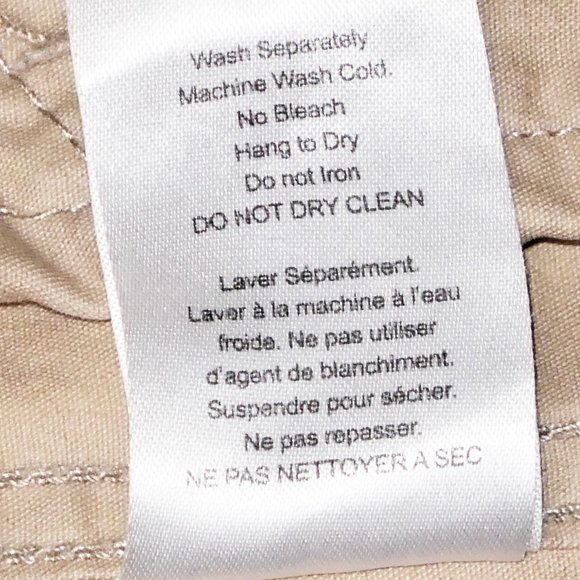 Wash Separately
Machine Wash Cold.
No Bleach
Hang to Dry
Do not Iron
DO NOT DRY CLEAN
Laver Séparément.
Laver à la machine à l'eau
froide. Ne pas utiliser
d'agent de blanchiment.
Suspendre pour sécher.
Ne pas repasser.
NE PAS NETTOYER A SEC